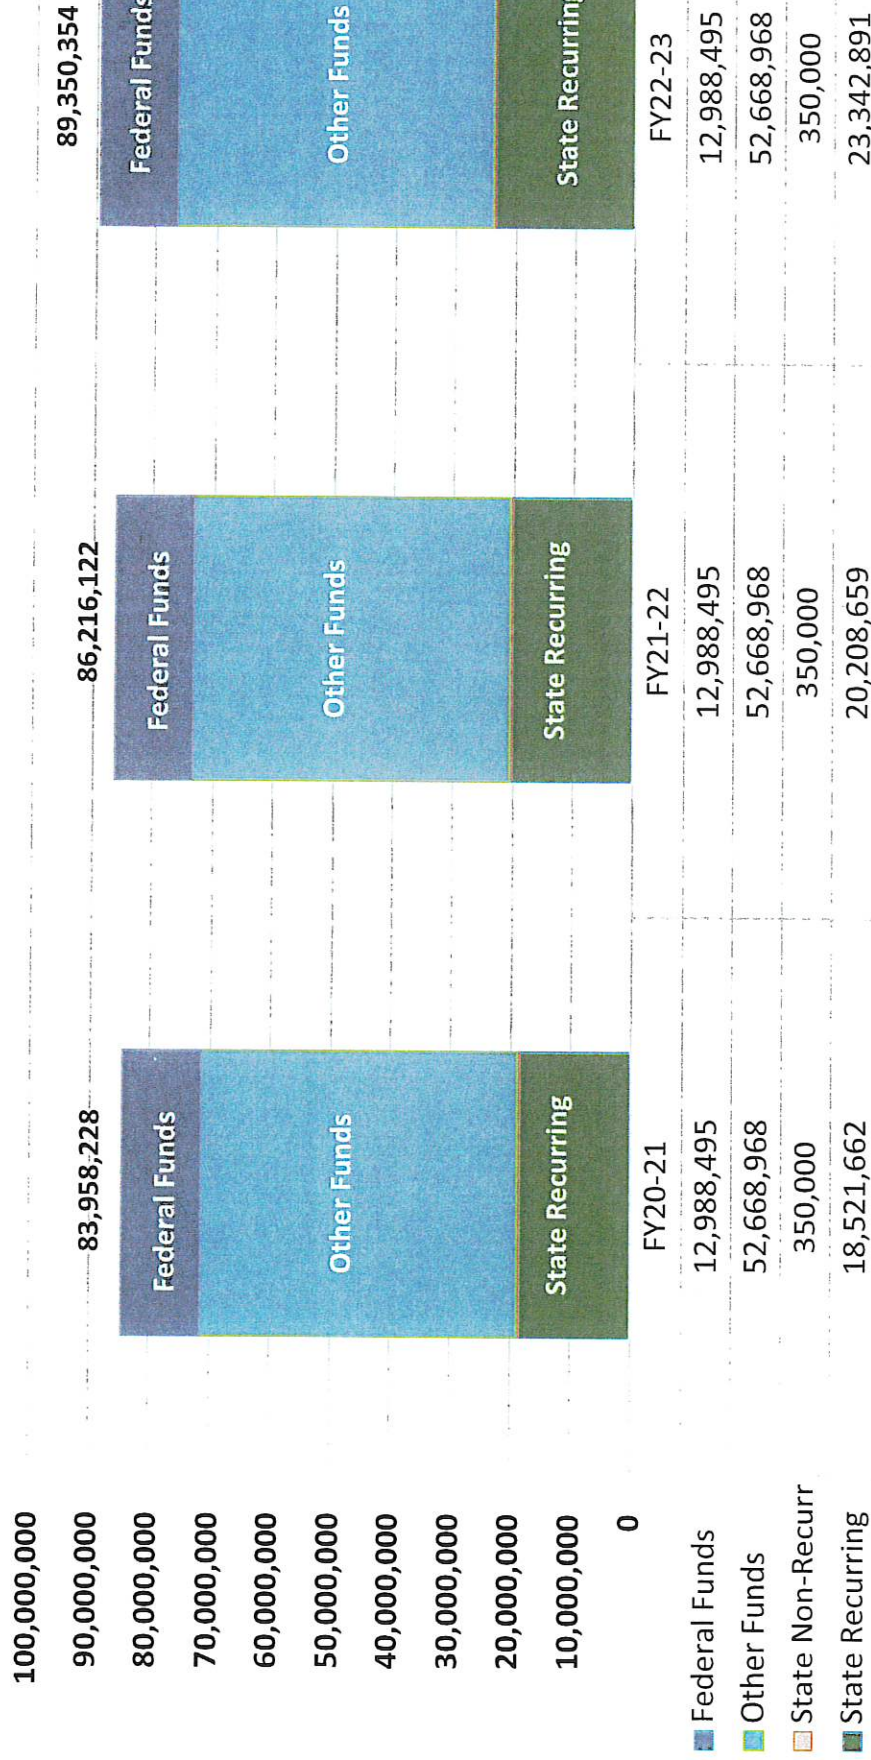 100,000,000
90,000,000
80,000,000
70,000,000
60,000,000
50,000,000
40,000,000
30,000,000
20,000,000
10,000,000
0
83,958,228
86,216,122
89,350,354
Federal Funds
Federal Funds
Federal Funds
Other Funds
Other Funds
Other Funds
State Recurring
State Recurring
State Recurring
FY20-21 FY21-22 FY22-23
Federal Funds 12,988,495 12,988,495 12,988,495
Other Funds 52,668,968 52,668,968 52,668,968
State Non-Recurr 350,000 350,000 350,000
State Recurring 18,521,662 20,208,659 23,342,891